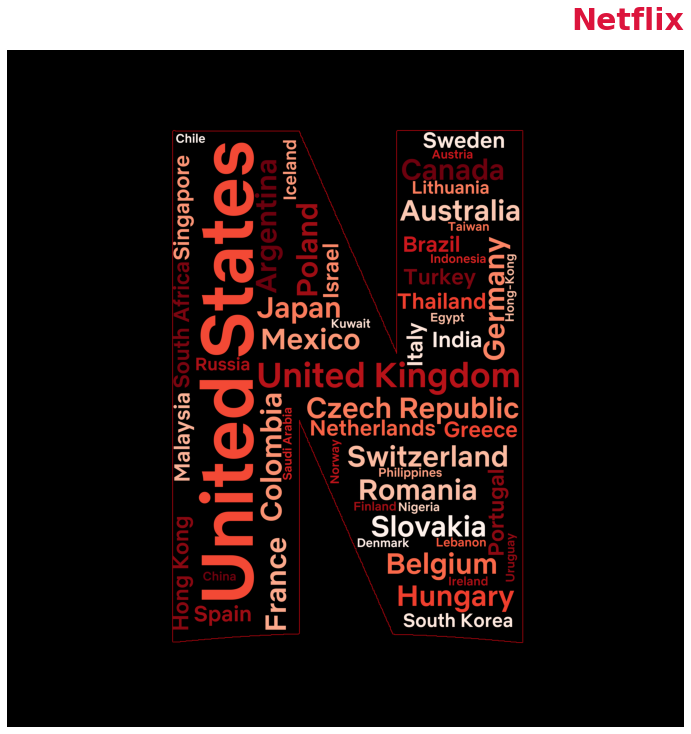 Netflix
Chile
Singapore
South Africa
Malaysia
Hong Kong
United States
Russia
China
Spain
Argentina
Iceland
Poland
Israel
Japan
Kuwait
Mexico
Colombia
Saudi Arabia
France
Sweden
Austria
Canada
Lithuania
Australia
Taiwan
Brazil
Indonesia
Turkey
Germany
Hong-Kong
Thailand
Egypt
Italy
India
United Kingdom
Czech Republic
Netherlands
Greece
Norway
Switzerland
Philippines
Romania
Portugal
Finland
Nigeria
Slovakia
Denmark
Lebanon
Uruguay
Belgium
Ireland
Hungary
South Korea